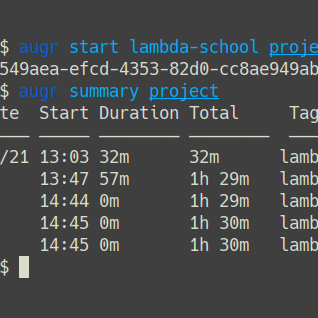 $ augr start lambda-school proje
549aea-efcd-4353-82d0-cc8ae949ab
$ augr summary project
te Start Duration Total Tag
/21 13:03 32m 32m lamb
13:47 57m 1h 29m lamb
14:44 0m 1h 29m lamb
14:45 0m 1h 30m lamb
14:45 0m 1h 30m lamb
$